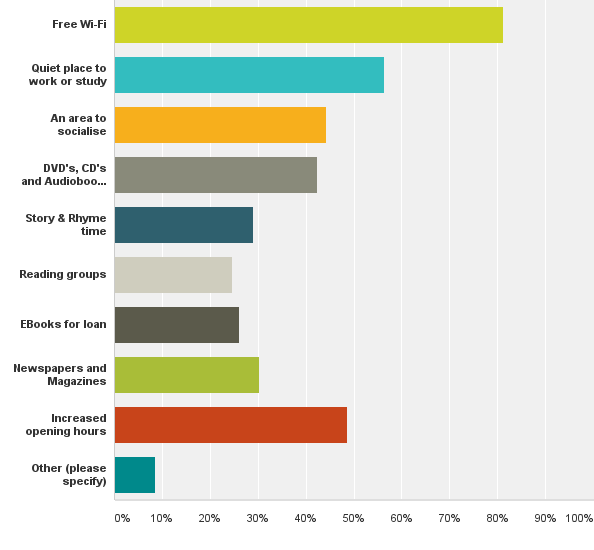 Free Wi-Fi
Quiet place to
work or study
An area to
socialise
DVD's, CD's
and Audioboo...
Story & Rhyme
time
Reading groups
EBooks for loan
Newspapers and
Magazines
Increased
opening hours
Other (please
specify)
0% 10% 20% 30% 40% 50% 60% 70% 80% 90% 100%